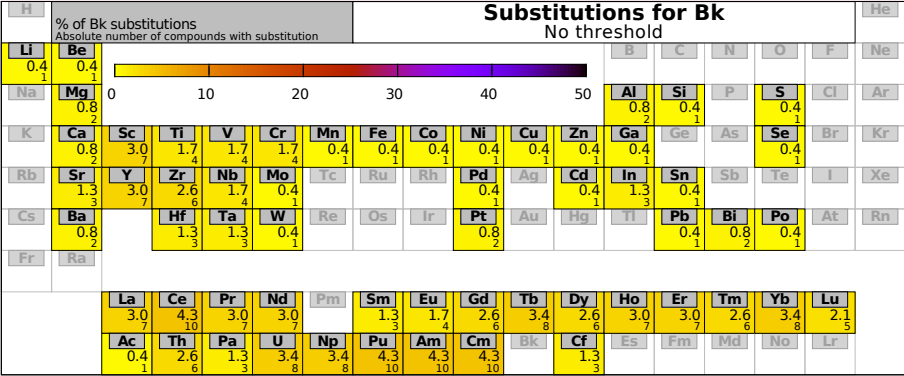 H
% of Bk substitutions
Absolute number of compounds with substitution
Substitutions for Bk
No threshold
He
Li 0.4 1
Be 0.4 1
B
C
N
O
F
Ne
0 10 20 30 40 50
Na
Mg 0.8 2
Al 0.8 2
Si 0.4 1
P
S 0.4 1
Cl
Ar
K
Ca 0.8 2
Sc 3.0 7
Ti 1.7 4
V 1.7 4
Cr 1.7 4
Mn 0.4 1
Fe 0.4 1
Co 0.4 1
Ni 0.4 1
Cu 0.4 1
Zn 0.4 1
Ga 0.4 1
Ge
As
Se 0.4 1
Br
Kr
Rb
Sr 1.3 3
Y 3.0 7
Zr 2.6 6
Nb 1.7 4
Mo 0.4 1
Tc
Ru
Rh
Pd 0.4 1
Ag
Cd 0.4 1
In 1.3 3
Sn 0.4 1
Sb
Te
I
Xe
Cs
Ba 0.8 2
Hf 1.3 3
Ta 1.3 3
W 0.4 1
Re
Os
Ir
Pt 0.8 2
Au
Hg
Tl
Pb 0.4 1
Bi 0.8 2
Po 0.4 1
At
Rn
Fr
Ra
La 3.0 7
Ce 4.3 10
Pr 3.0 7
Nd 3.0 7
Pm
Sm 1.3 3
Eu 1.7 4
Gd 2.6 6
Tb 3.4 8
Dy 2.6 6
Ho 3.0 7
Er 3.0 7
Tm 2.6 6
Yb 3.4 8
Lu 2.1 5
Ac 0.4 1
Th 2.6 6
Pa 1.3 3
U 3.4 8
Np 3.4 8
Pu 4.3 10
Am 4.3 10
Cm 4.3 10
Bk
Cf 1.3 3
Es
Fm
Md
No
Lr